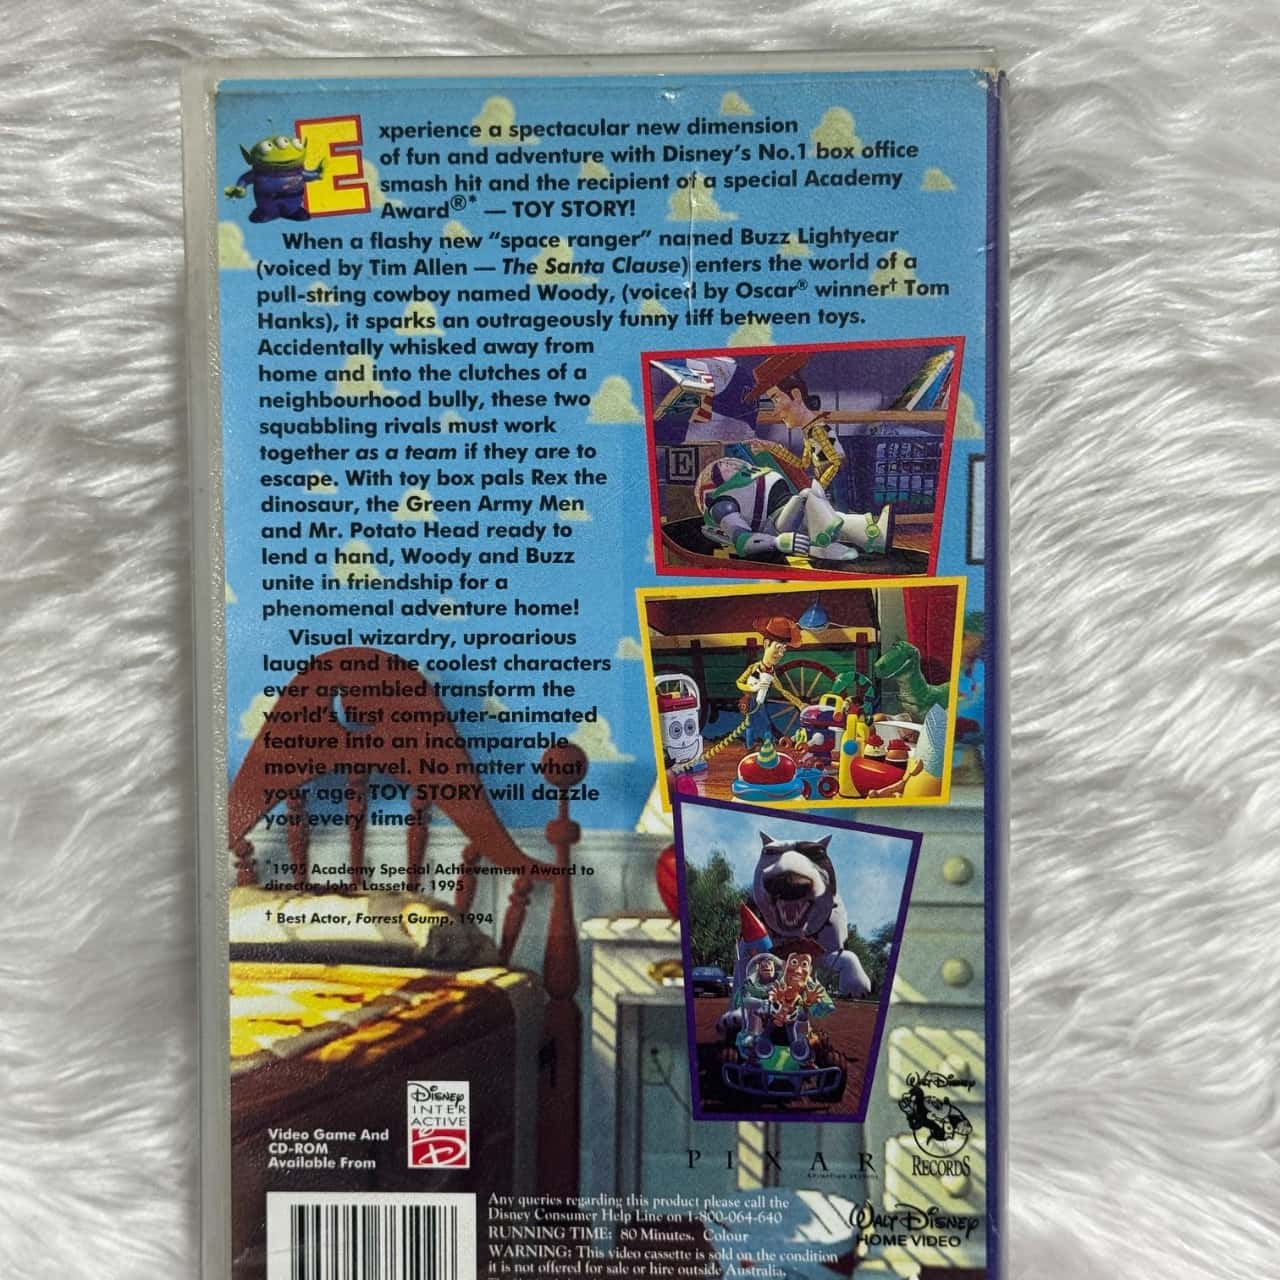 Experience a spectacular new dimension
of fun and adventure with Disney's No.1 box office
smash hit and the recipient of a special Academy
Award®* — TOY STORY!
When a flashy new "space ranger" named Buzz Lightyear
(voiced by Tim Allen — The Santa Clause) enters the world of a
pull-string cowboy named Woody, (voiced by Oscar® winner† Tom
Hanks), it sparks an outrageously funny tiff between toys.
Accidentally whisked away from
home and into the clutches of a
neighbourhood bully, these two
squabbling rivals must work
together as a team if they are to
escape. With toy box pals Rex the
dinosaur, the Green Army Men
and Mr. Potato Head ready to
lend a hand, Woody and Buzz
unite in friendship for a
phenomenal adventure home!
Visual wizardry, uproarious
laughs and the coolest characters
ever assembled transform the
world's first computer-animated
feature into an incomparable
movie marvel. No matter what
your age, TOY STORY will dazzle
you every time!
*1995 Academy Special Achievement Award to
director John Lasseter, 1995
† Best Actor, Forrest Gump, 1994
E
Video Game And
CD-ROM
Available From
Disney
INTER
ACTIVE
D
PIXAR
ANIMATION STUDIOS
Walt Disney
RECORDS
Any queries regarding this product please call the
Disney Consumer Help Line on 1-800-064-640
RUNNING TIME: 80 Minutes. Colour
WARNING: This video cassette is sold on the condition
it is not offered for sale or hire outside Australia.
WALT DISNEY
HOME VIDEO